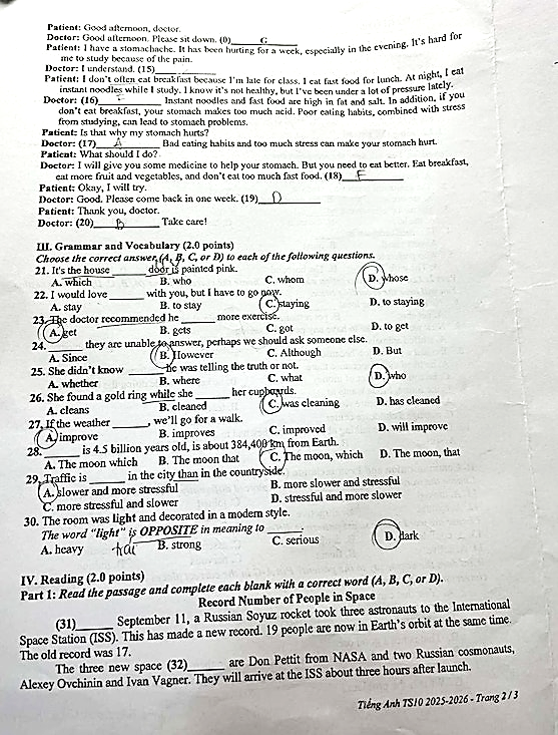 Patient: Good afternoon, doctor.
Doctor: Good afternoon. Please sit down. (0)____G____
Patient: I have a stomachache. It has been hurting for a week, especially in the evening. It's hard for
me to study because of the pain.
Doctor: I understand. (15)________
Patient: I don't often eat breakfast because I'm late for class. I eat fast food for lunch. At night, I eat
instant noodles while I study. I know it's not healthy, but I've been under a lot of pressure lately.
Doctor: (16)________ Instant noodles and fast food are high in fat and salt. In addition, if you
don't eat breakfast, your stomach makes too much acid. Poor eating habits, combined with stress
from studying, can lead to stomach problems.
Patient: Is that why my stomach hurts?
Doctor: (17)____A____ Bad eating habits and too much stress can make your stomach hurt.
Patient: What should I do?
Doctor: I will give you some medicine to help your stomach. But you need to eat better. Eat breakfast,
eat more fruit and vegetables, and don't eat too much fast food. (18)____F____
Patient: Okay, I will try.
Doctor: Good. Please come back in one week. (19)____D____
Patient: Thank you, doctor.
Doctor: (20)____B____ Take care!
III. Grammar and Vocabulary (2.0 points)
Choose the correct answer (A, B, C, or D) to each of the following questions.
21. It's the house ______ door is painted pink.
A. which B. who C. whom D. whose
22. I would love ______ with you, but I have to go now.
A. stay B. to stay C. staying D. to staying
23. The doctor recommended he ______ more exercise.
A. get B. gets C. got D. to get
24. ______ they are unable to answer, perhaps we should ask someone else.
A. Since B. However C. Although D. But
25. She didn't know ______ he was telling the truth or not.
A. whether B. where C. what D. who
26. She found a gold ring while she ______ her cupboards.
A. cleans B. cleaned C. was cleaning D. has cleaned
27. If the weather ______, we'll go for a walk.
A. improve B. improves C. improved D. will improve
28. ______ is 4.5 billion years old, is about 384,400 km from Earth.
A. The moon which B. The moon that C. The moon, which D. The moon, that
29. Traffic is ______ in the city than in the countryside.
A. slower and more stressful B. more slower and stressful
C. more stressful and slower D. stressful and more slower
30. The room was light and decorated in a modern style.
The word "light" is OPPOSITE in meaning to ______.
A. heavy B. strong C. serious D. dark
IV. Reading (2.0 points)
Part 1: Read the passage and complete each blank with a correct word (A, B, C, or D).
Record Number of People in Space
(31)______ September 11, a Russian Soyuz rocket took three astronauts to the International
Space Station (ISS). This has made a new record. 19 people are now in Earth's orbit at the same time.
The old record was 17.
The three new space (32)______ are Don Pettit from NASA and two Russian cosmonauts,
Alexey Ovchinin and Ivan Vagner. They will arrive at the ISS about three hours after launch.
Tiếng Anh TS10 2025-2026 - Trang 2 / 3